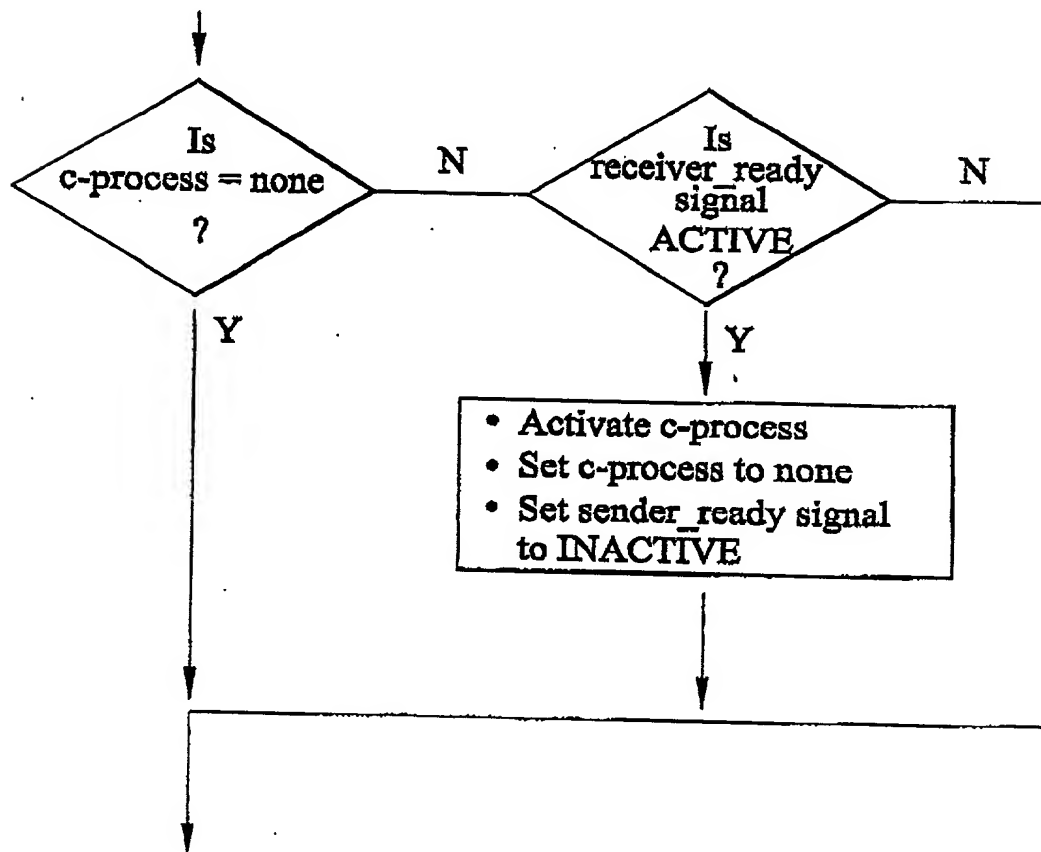 Is
c-process = none
?
N
Y
Is
receiver_ready
signal
ACTIVE
?
N
Y
• Activate c-process
• Set c-process to none
• Set sender_ready signal
to INACTIVE